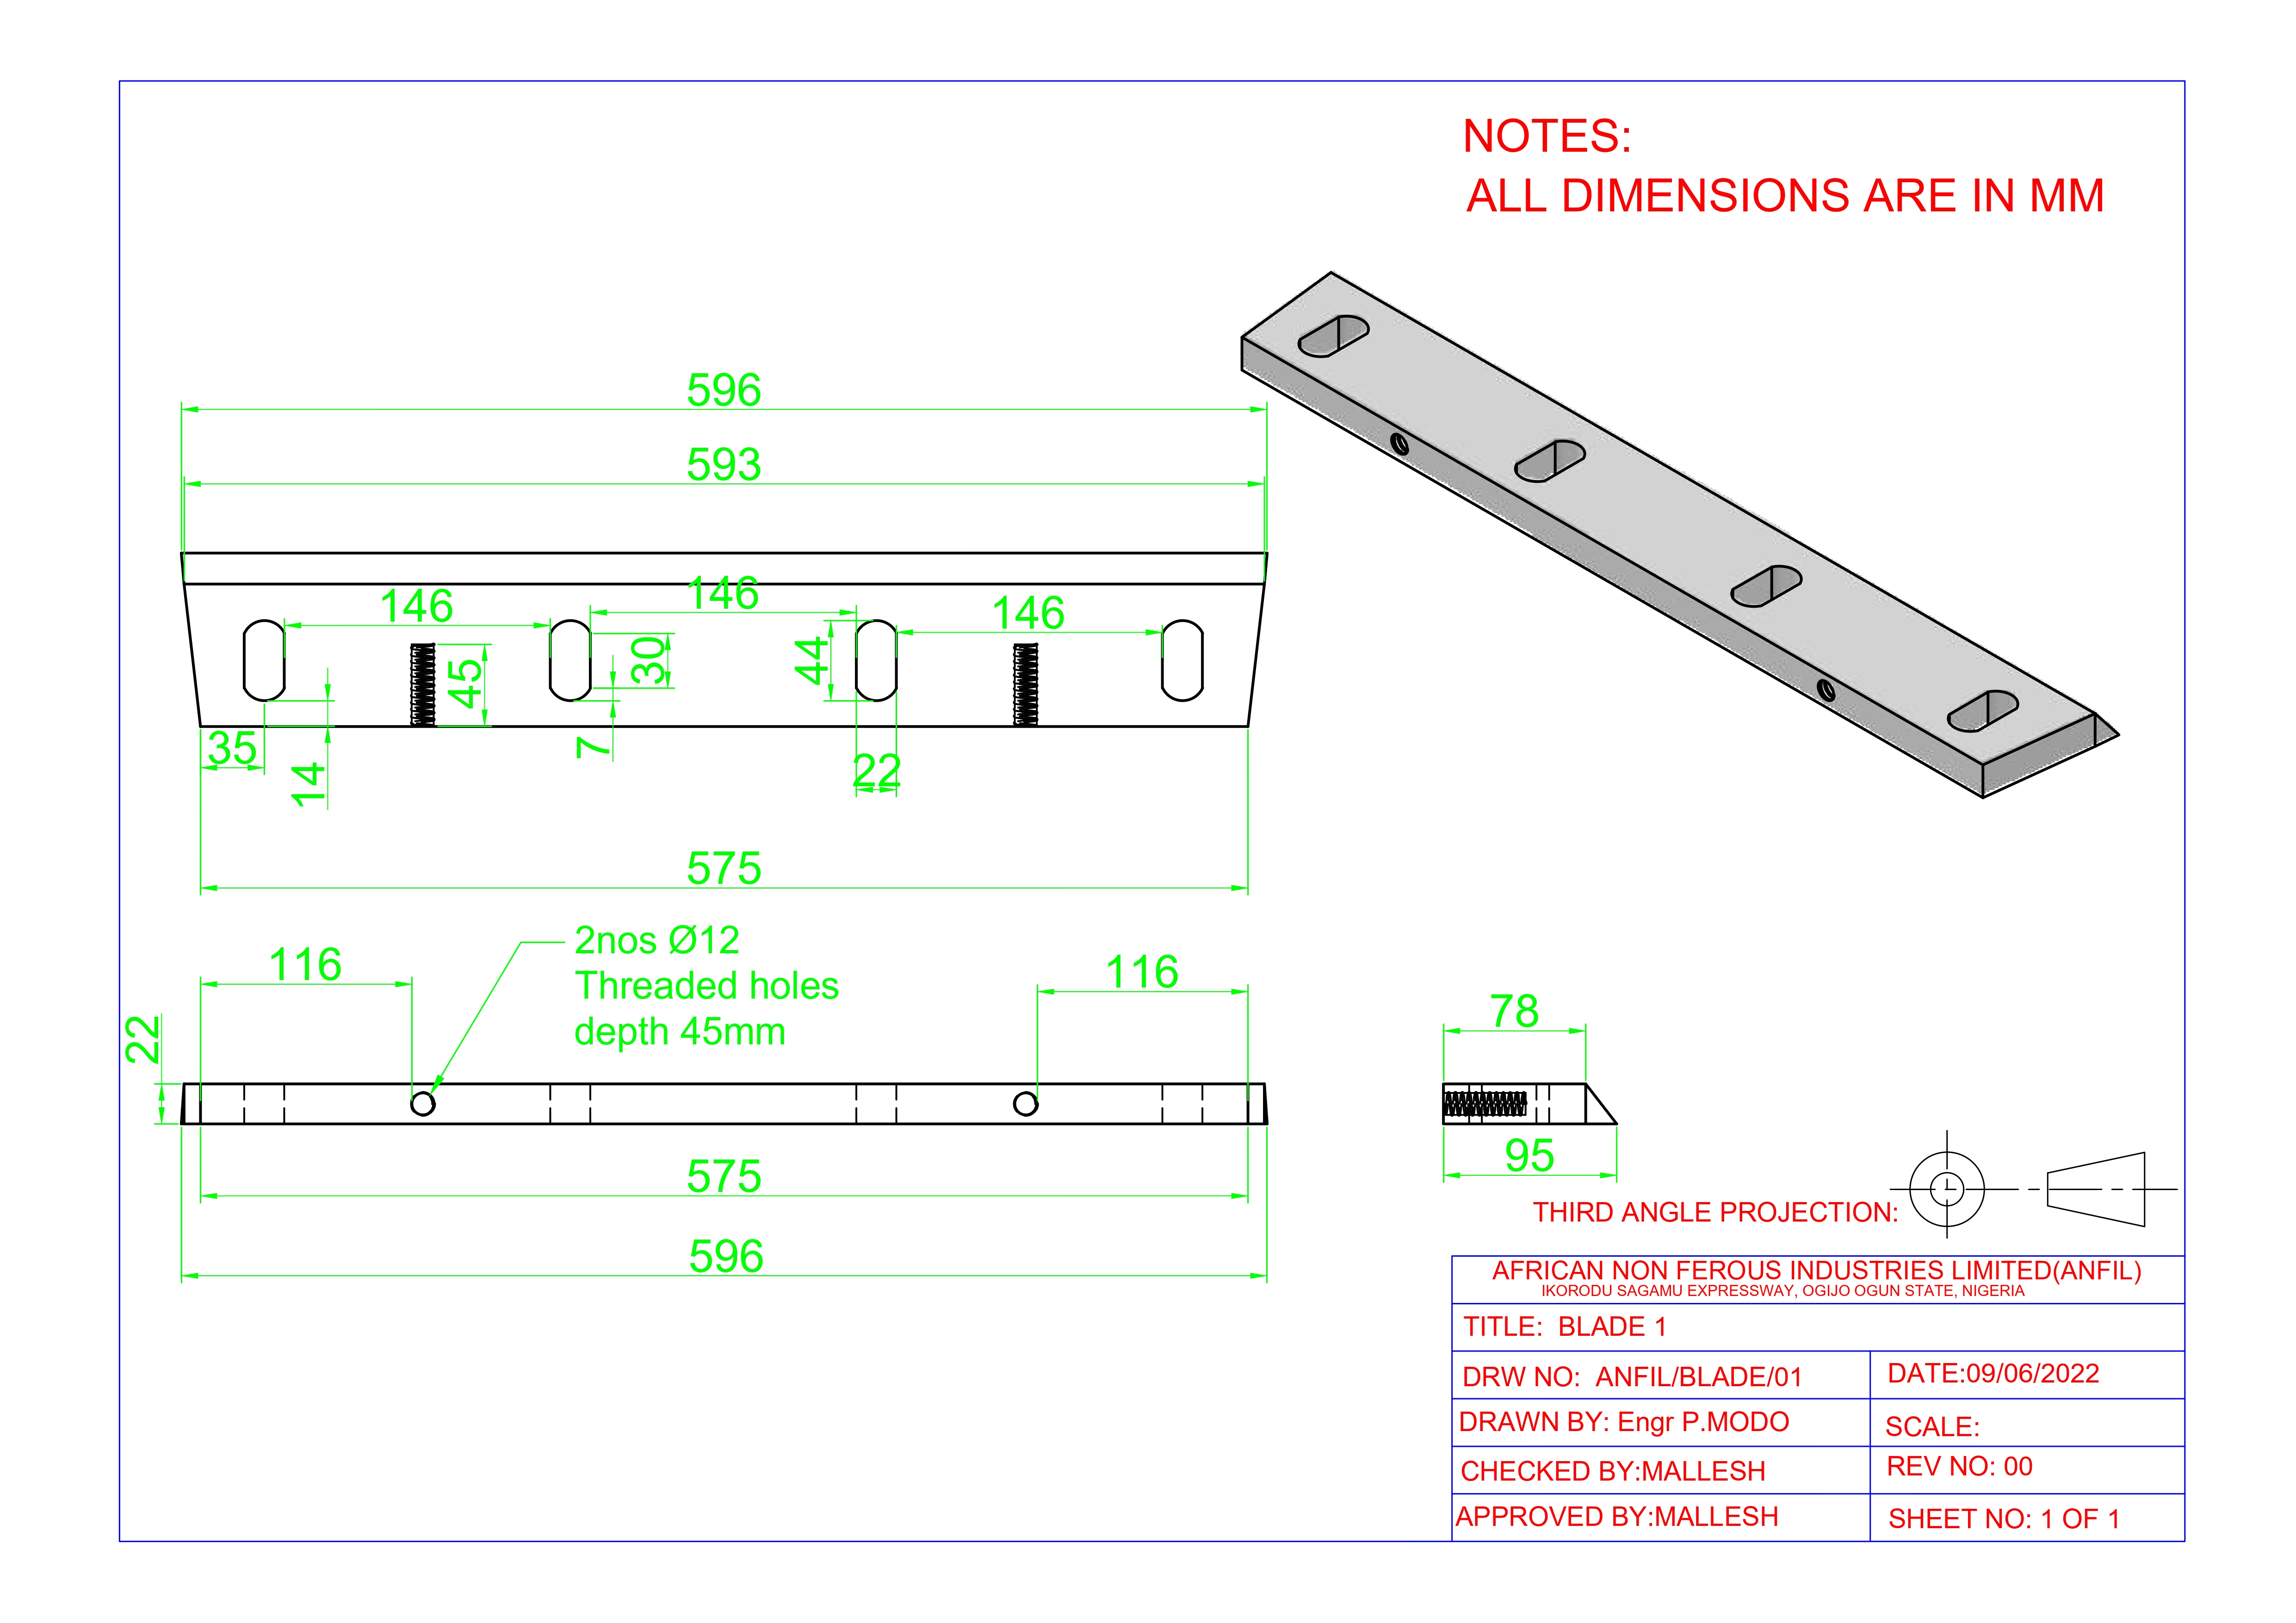 NOTES:
ALL DIMENSIONS ARE IN MM
596
593
146
146
146
45
30
44
35
14
7
22
575
2nos Ø12
Threaded holes
depth 45mm
116
116
22
575
596
78
95
THIRD ANGLE PROJECTION:
AFRICAN NON FEROUS INDUSTRIES LIMITED(ANFIL)
IKORODU SAGAMU EXPRESSWAY, OGIJO OGUN STATE, NIGERIA
TITLE: BLADE 1
DRW NO: ANFIL/BLADE/01
DATE:09/06/2022
DRAWN BY: Engr P.MODO
SCALE:
CHECKED BY:MALLESH
REV NO: 00
APPROVED BY:MALLESH
SHEET NO: 1 OF 1